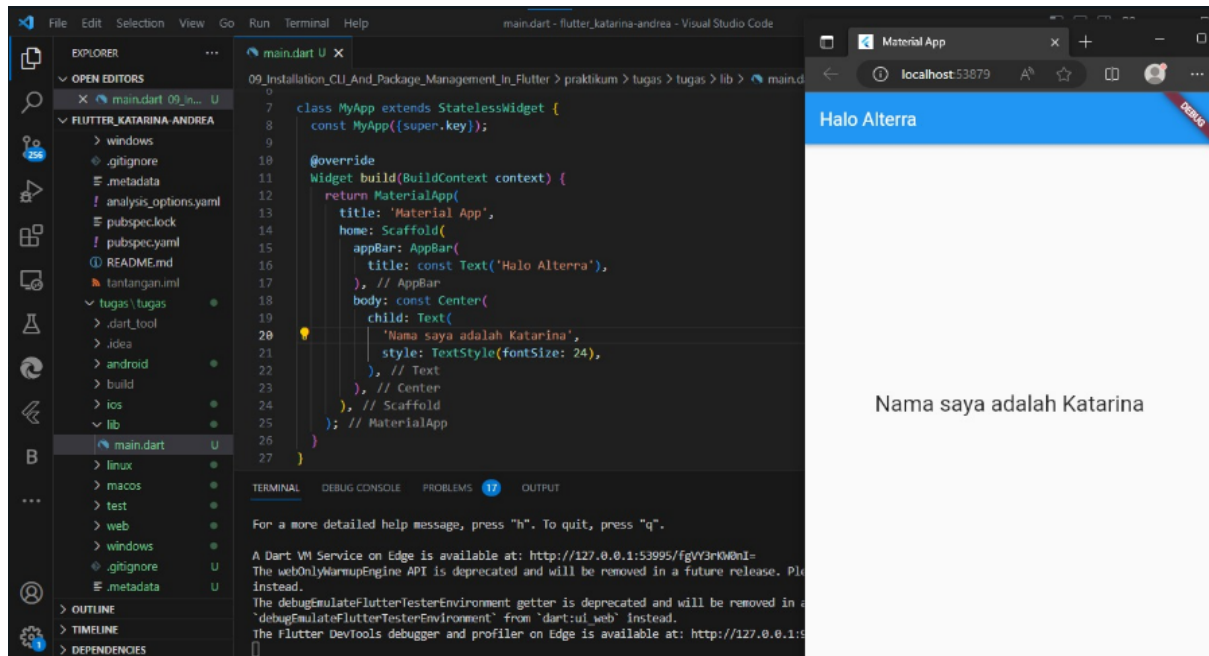 File Edit Selection View Go Run Terminal Help
main.dart - flutter_katarina-andrea - Visual Studio Code
EXPLORER
OPEN EDITORS
main.dart 09_In... U
FLUTTER_KATARINA-ANDREA
windows
.gitignore
.metadata
analysis_options.yaml
pubspec.lock
pubspec.yaml
README.md
tantangan.iml
tugas\tugas
.dart_tool
.idea
android
build
ios
lib
main.dart U
linux
macos
test
web
windows
.gitignore U
.metadata U
OUTLINE
TIMELINE
DEPENDENCIES
256
B
1
main.dart U
09_Installation_CLI_And_Package_Management_In_Flutter > praktikum > tugas > tugas > lib > main.d
7 class MyApp extends StatelessWidget {
8 const MyApp({super.key});
9
10 @override
11 Widget build(BuildContext context) {
12 return MaterialApp(
13 title: 'Material App',
14 home: Scaffold(
15 appBar: AppBar(
16 title: const Text('Halo Alterra'),
17 ), // AppBar
18 body: const Center(
19 child: Text(
20 'Nama saya adalah Katarina',
21 style: TextStyle(fontSize: 24),
22 ), // Text
23 ), // Center
24 ), // Scaffold
25 ); // MaterialApp
26 }
27 }
TERMINAL DEBUG CONSOLE PROBLEMS 17 OUTPUT
For a more detailed help message, press "h". To quit, press "q".
A Dart VM Service on Edge is available at: http://127.0.0.1:53995/fgVY3rKW0nI=
The webOnlyWarmupEngine API is deprecated and will be removed in a future release. Ple
instead.
The debugEmulateFlutterTesterEnvironment getter is deprecated and will be removed in a
`debugEmulateFlutterTesterEnvironment` from `dart:ui_web` instead.
The Flutter DevTools debugger and profiler on Edge is available at: http://127.0.0.1:9
Material App
localhost:53879
Halo Alterra
DEBUG
Nama saya adalah Katarina